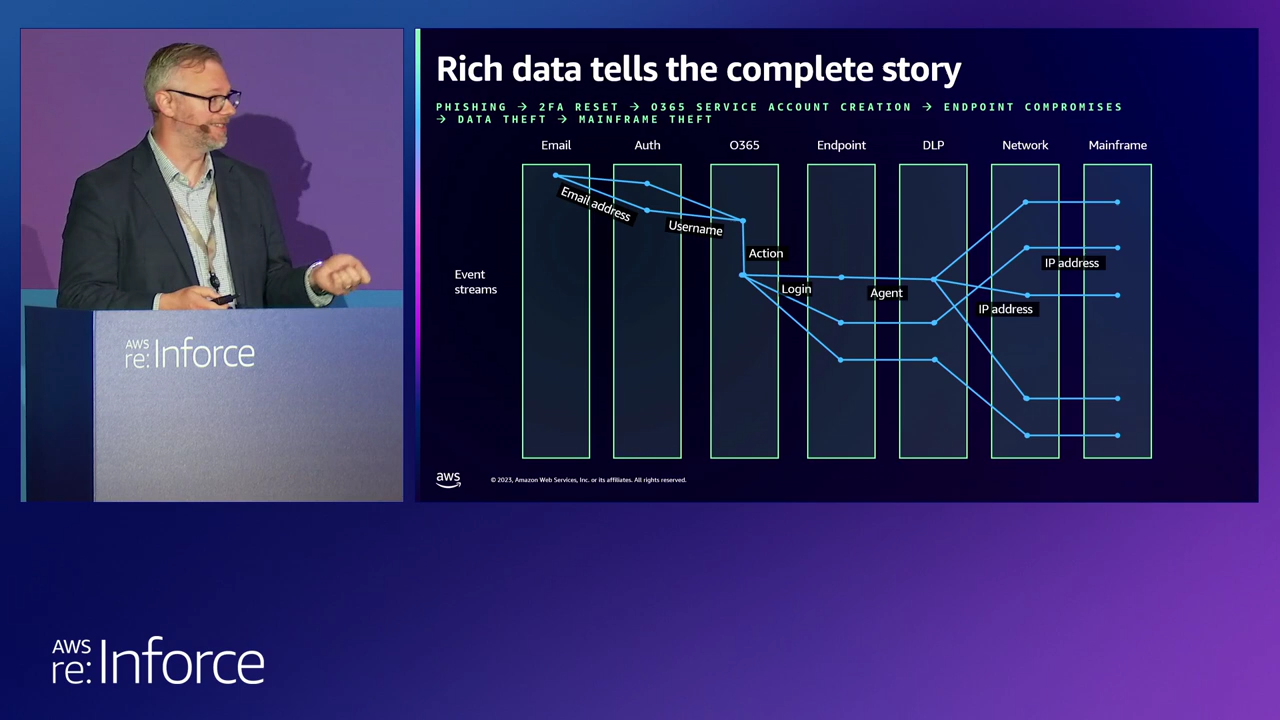 Rich data tells the complete story
PHISHING → 2FA RESET → O365 SERVICE ACCOUNT CREATION → ENDPOINT COMPROMISES
→ DATA THEFT → MAINFRAME THEFT
Email
Auth
O365
Endpoint
DLP
Network
Mainframe
Event
streams
Email address
Username
Action
Login
Agent
IP address
IP address
aws
© 2023, Amazon Web Services, Inc. or its affiliates. All rights reserved.
AWS
re:Inforce
AWS
re:Inforce